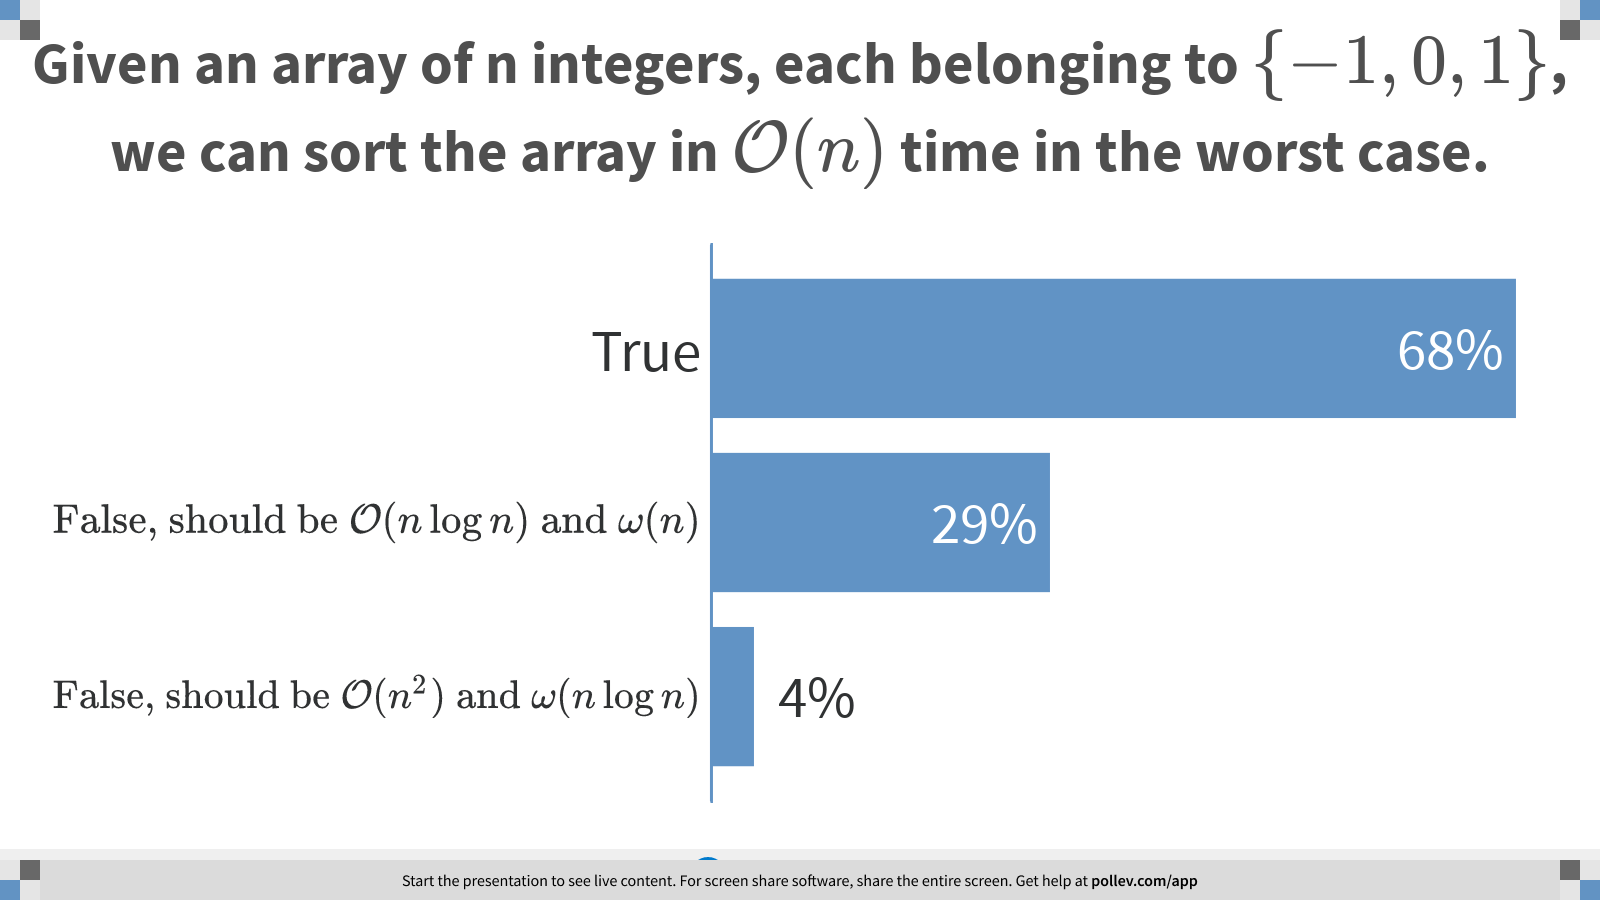 Given an array of n integers, each belonging to {−1, 0, 1},
we can sort the array in 𝒪(n) time in the worst case.
True
68%
False, should be 𝒪(n log n) and ω(n)
29%
False, should be 𝒪(n²) and ω(n log n)
4%
Start the presentation to see live content. For screen share software, share the entire screen. Get help at pollev.com/app